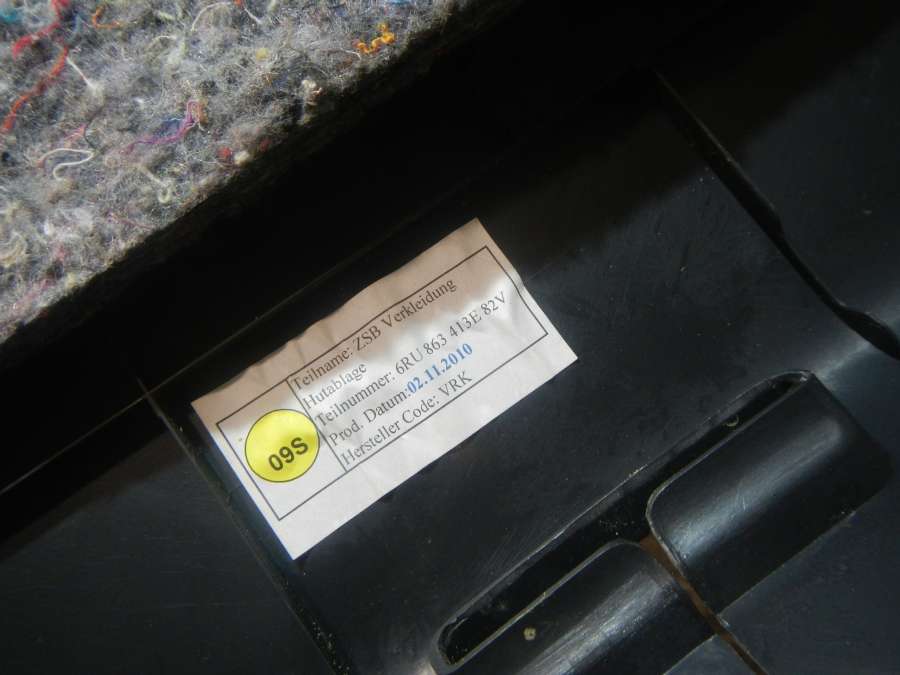 Teilname: ZSB Verkleidung
Hutablage
Teilnummer: 6RU 863 413E 82V
Prod. Datum:02.11.2010
Hersteller Code: VRK
09S